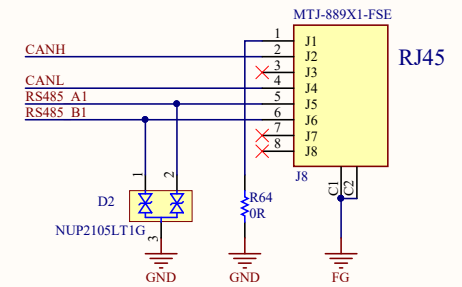 MTJ-889X1-FSE
RJ45
CANH
CANL
RS485_A1
RS485_B1
1 J1
2 J2
3 J3
4 J4
5 J5
6 J6
7 J7
8 J8
J8
C1
C2
1
2
D2
3
NUP2105LT1G
R64
0R
GND
GND
FG